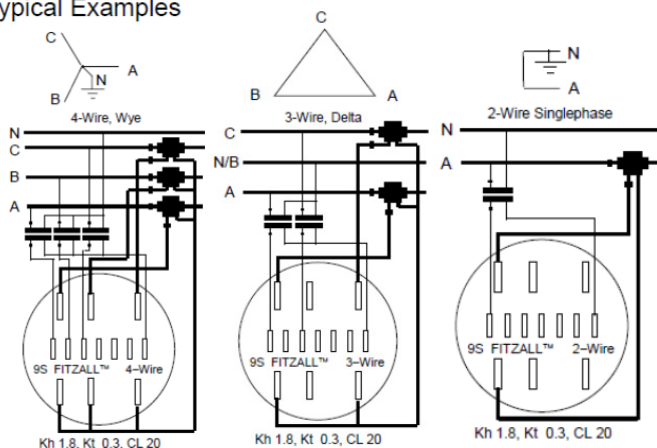 ypical Examples
C
A
N
B
4-Wire, Wye
N
C
B
A
9S FITZALL™ 4–Wire
Kh 1.8, Kt 0.3, CL 20
C
B
A
3-Wire, Delta
C
N/B
A
9S FITZALL™ 3–Wire
Kh 1.8, Kt 0.3, CL 20
N
A
2-Wire Singlephase
N
A
9S FITZALL™ 2–Wire
Kh 1.8, Kt 0.3, CL 20